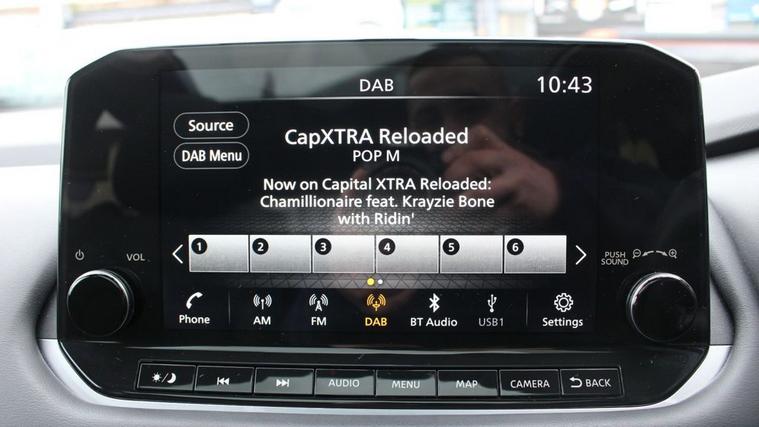 DAB
10:43
Source
DAB Menu
CapXTRA Reloaded
POP M
Now on Capital XTRA Reloaded:
Chamillionaire feat. Krayzie Bone
with Ridin'
1 2 3 4 5 6
VOL
PUSH
SOUND
Phone
AM
FM
DAB
BT Audio
USB1
Settings
AUDIO
MENU
MAP
CAMERA
BACK